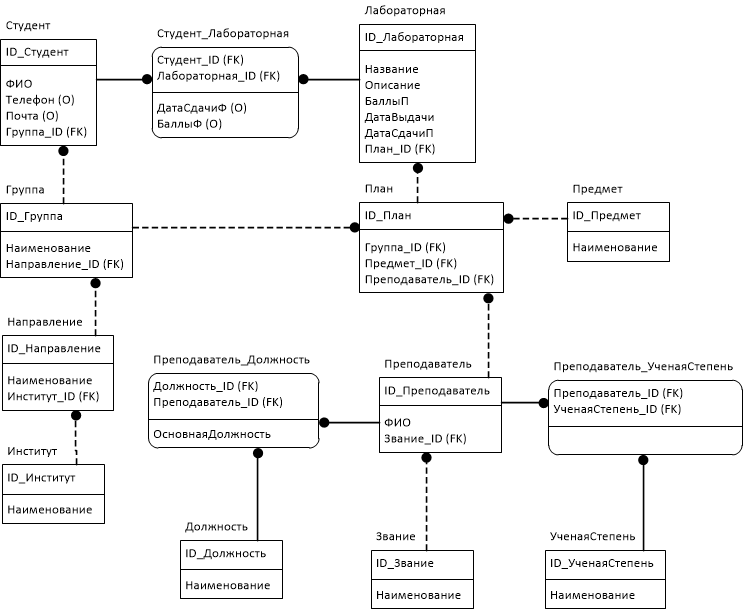 Студент
ID_Студент
ФИО
Телефон (O)
Почта (O)
Группа_ID (FK)
Студент_Лабораторная
Студент_ID (FK)
Лабораторная_ID (FK)
ДатаСдачиФ (O)
БаллыФ (O)
Лабораторная
ID_Лабораторная
Название
Описание
БаллыП
ДатаВыдачи
ДатаСдачиП
План_ID (FK)
Группа
ID_Группа
Наименование
Направление_ID (FK)
План
ID_План
Группа_ID (FK)
Предмет_ID (FK)
Преподаватель_ID (FK)
Предмет
ID_Предмет
Наименование
Направление
ID_Направление
Наименование
Институт_ID (FK)
Преподаватель_Должность
Должность_ID (FK)
Преподаватель_ID (FK)
ОсновнаяДолжность
Преподаватель
ID_Преподаватель
ФИО
Звание_ID (FK)
Преподаватель_УченаяСтепень
Преподаватель_ID (FK)
УченаяСтепень_ID (FK)
Институт
ID_Институт
Наименование
Должность
ID_Должность
Наименование
Звание
ID_Звание
Наименование
УченаяСтепень
ID_УченаяСтепень
Наименование